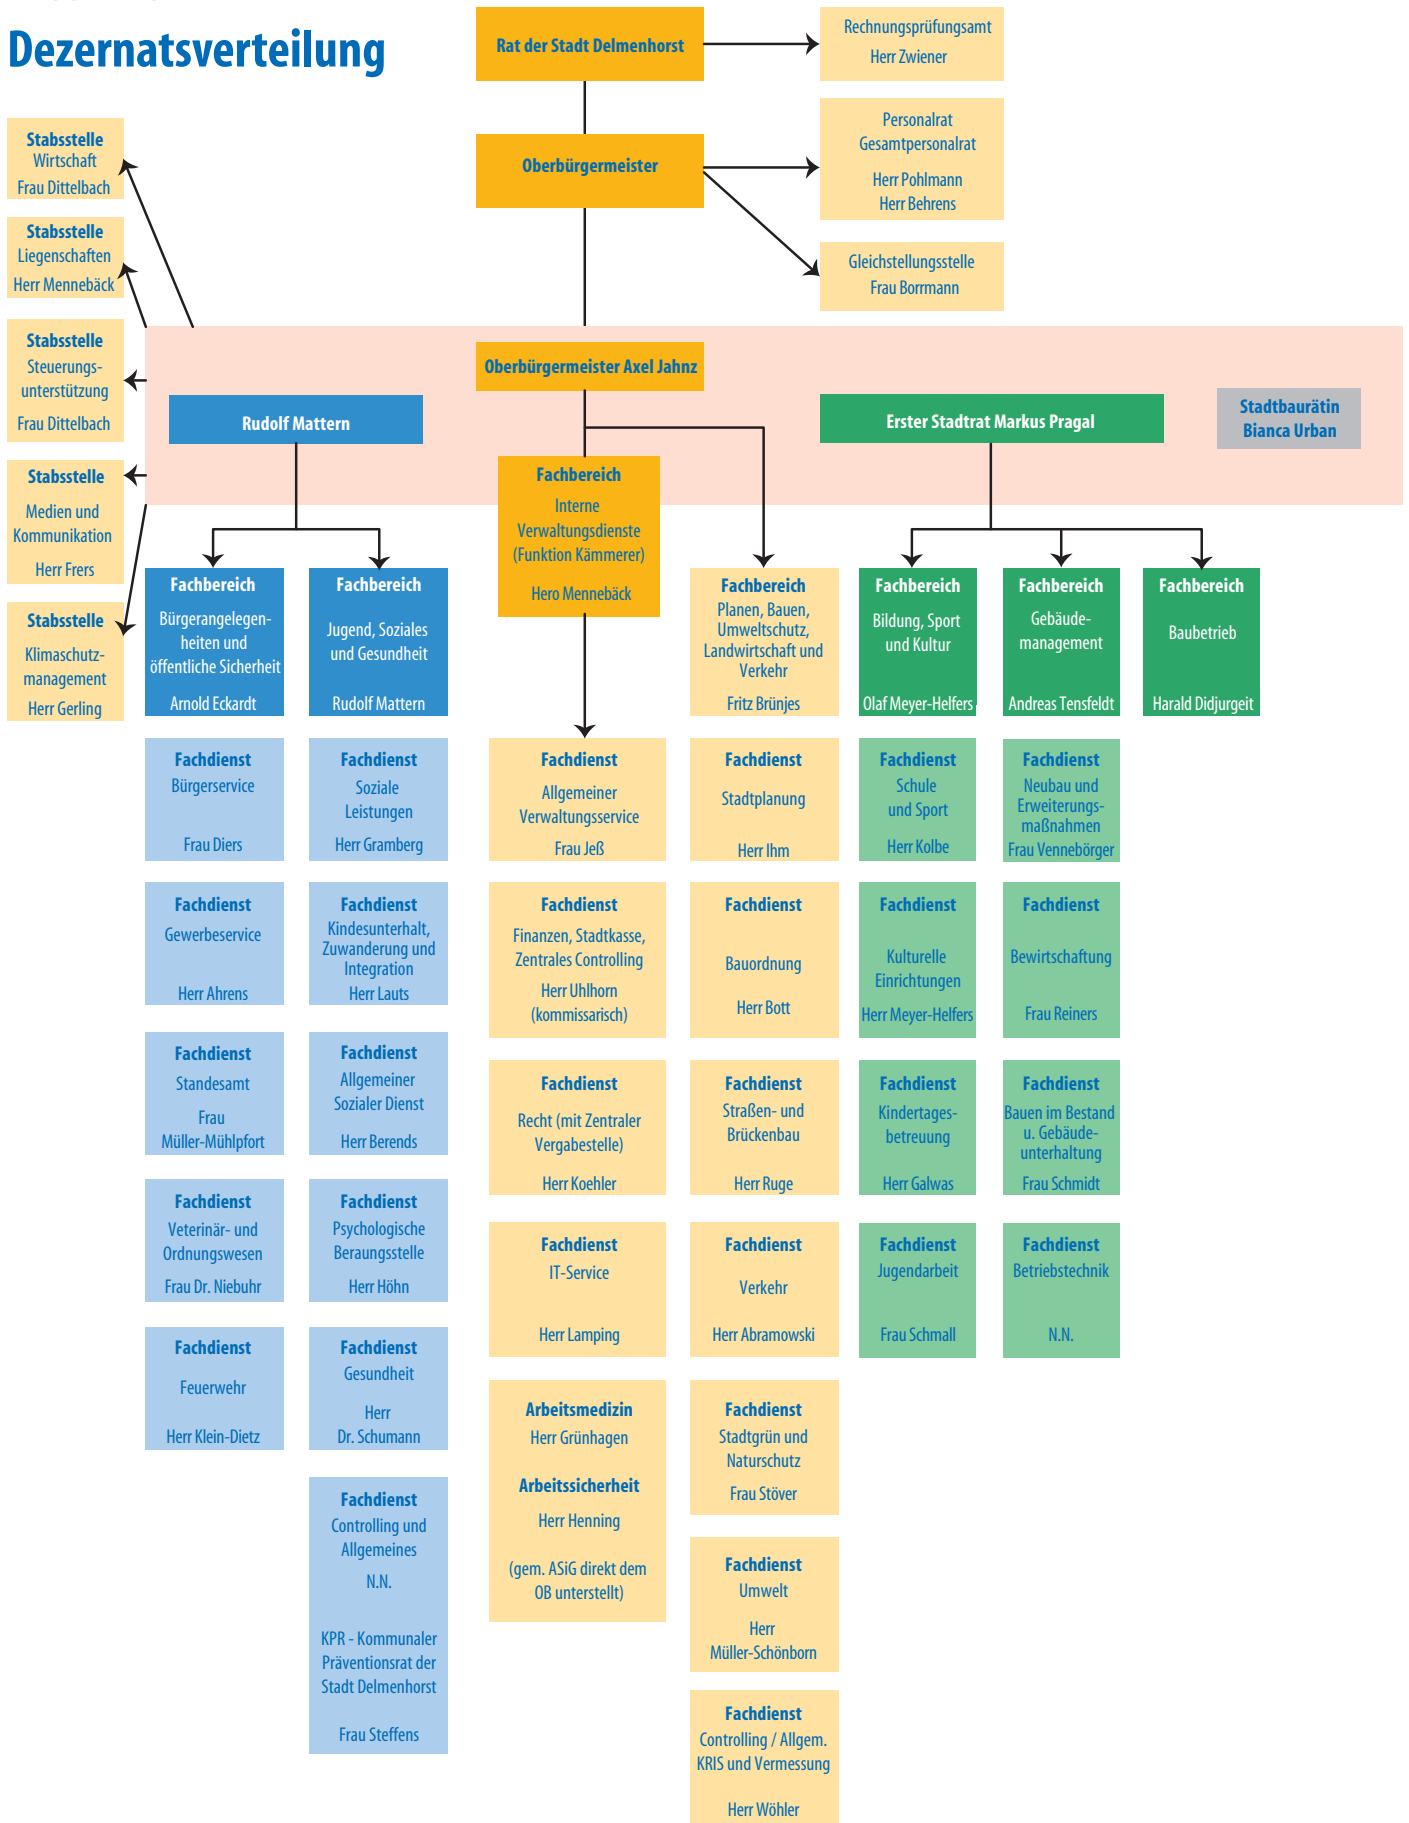 Dezernatsverteilung
Rat der Stadt Delmenhorst
Rechnungsprüfungsamt
Herr Zwiener
Oberbürgermeister
Personalrat
Gesamtpersonalrat
Herr Pohlmann
Herr Behrens
Gleichstellungsstelle
Frau Borrmann
Stabsstelle
Wirtschaft
Frau Dittelbach
Stabsstelle
Liegenschaften
Herr Mennebäck
Stabsstelle
Steuerungs-
unterstützung
Frau Dittelbach
Stabsstelle
Medien und
Kommunikation
Herr Frers
Stabsstelle
Klimaschutz-
management
Herr Gerling
Oberbürgermeister Axel Jahnz
Rudolf Mattern
Erster Stadtrat Markus Pragal
Stadtbaurätin
Bianca Urban
Fachbereich
Interne
Verwaltungsdienste
(Funktion Kämmerer)
Hero Mennebäck
Fachbereich
Bürgerangelegen-
heiten und
öffentliche Sicherheit
Arnold Eckardt
Fachbereich
Jugend, Soziales
und Gesundheit
Rudolf Mattern
Fachbereich
Planen, Bauen,
Umweltschutz,
Landwirtschaft und
Verkehr
Fritz Brünjes
Fachbereich
Bildung, Sport
und Kultur
Olaf Meyer-Helfers
Fachbereich
Gebäude-
management
Andreas Tensfeldt
Fachbereich
Baubetrieb
Harald Didjurgeit
Fachdienst
Bürgerservice
Frau Diers
Fachdienst
Soziale
Leistungen
Herr Gramberg
Fachdienst
Allgemeiner
Verwaltungsservice
Frau Jeß
Fachdienst
Stadtplanung
Herr Ihm
Fachdienst
Schule
und Sport
Herr Kolbe
Fachdienst
Neubau und
Erweiterungs-
maßnahmen
Frau Vennebörger
Fachdienst
Gewerbeservice
Herr Ahrens
Fachdienst
Kindesunterhalt,
Zuwanderung und
Integration
Herr Lauts
Fachdienst
Finanzen, Stadtkasse,
Zentrales Controlling
Herr Uhlhorn
(kommissarisch)
Fachdienst
Bauordnung
Herr Bott
Fachdienst
Kulturelle
Einrichtungen
Herr Meyer-Helfers
Fachdienst
Bewirtschaftung
Frau Reiners
Fachdienst
Standesamt
Frau
Müller-Mühlpfort
Fachdienst
Allgemeiner
Sozialer Dienst
Herr Berends
Fachdienst
Recht (mit Zentraler
Vergabestelle)
Herr Koehler
Fachdienst
Straßen- und
Brückenbau
Herr Ruge
Fachdienst
Kindertages-
betreuung
Herr Galwas
Fachdienst
Bauen im Bestand
u. Gebäude-
unterhaltung
Frau Schmidt
Fachdienst
Veterinär- und
Ordnungswesen
Frau Dr. Niebuhr
Fachdienst
Psychologische
Beraungsstelle
Herr Höhn
Fachdienst
IT-Service
Herr Lamping
Fachdienst
Verkehr
Herr Abramowski
Fachdienst
Jugendarbeit
Frau Schmall
Fachdienst
Betriebstechnik
N.N.
Fachdienst
Feuerwehr
Herr Klein-Dietz
Fachdienst
Gesundheit
Herr
Dr. Schumann
Arbeitsmedizin
Herr Grünhagen
Arbeitssicherheit
Herr Henning
(gem. ASiG direkt dem
OB unterstellt)
Fachdienst
Stadtgrün und
Naturschutz
Frau Stöver
Fachdienst
Controlling und
Allgemeines
N.N.
KPR - Kommunaler
Präventionsrat der
Stadt Delmenhorst
Frau Steffens
Fachdienst
Umwelt
Herr
Müller-Schönborn
Fachdienst
Controlling / Allgem.
KRIS und Vermessung
Herr Wöhler